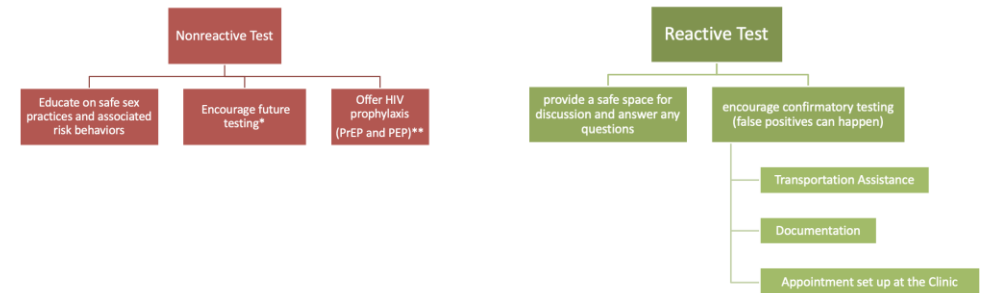 Nonreactive Test
Educate on safe sex
practices and associated
risk behaviors
Encourage future
testing*
Offer HIV
prophylaxis
(PrEP and PEP)**
Reactive Test
provide a safe space for
discussion and answer any
questions
encourage confirmatory testing
(false positives can happen)
Transportation Assistance
Documentation
Appointment set up at the Clinic